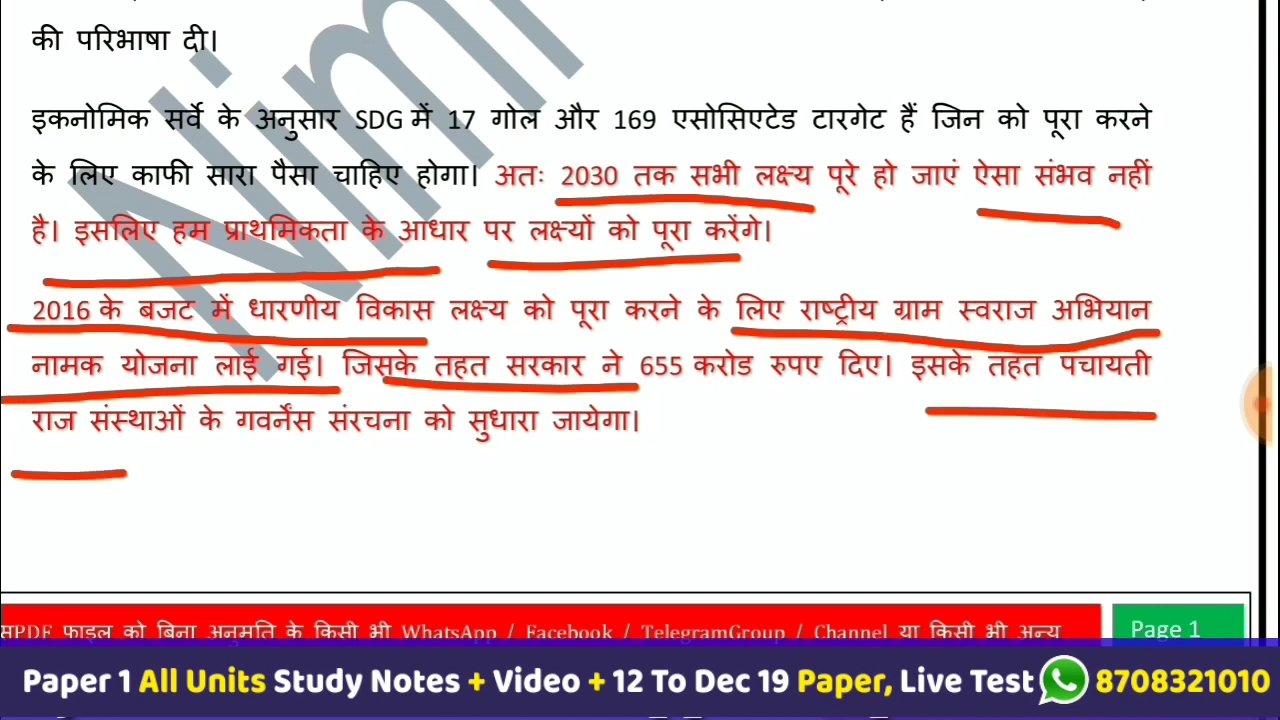 की परिभाषा दी।
इकनोमिक सर्वे के अनुसार SDG में 17 गोल और 169 एसोसिएटेड टारगेट हैं जिन को पूरा करने
के लिए काफी सारा पैसा चाहिए होगा। अतः 2030 तक सभी लक्ष्य पूरे हो जाएं ऐसा संभव नहीं
है। इसलिए हम प्राथमिकता के आधार पर लक्ष्यों को पूरा करेंगे।
2016 के बजट में धारणीय विकास लक्ष्य को पूरा करने के लिए राष्ट्रीय ग्राम स्वराज अभियान
नामक योजना लाई गई। जिसके तहत सरकार ने 655 करोड रुपए दिए। इसके तहत पचायती
राज संस्थाओं के गवर्नेंस संरचना को सुधारा जायेगा।
PDF फाइल को बिना अनुमति के किसी भी WhatsApp / Facebook / TelegramGroup / Channel या किसी भी अन्य
Page 1
Paper 1 All Units Study Notes + Video + 12 To Dec 19 Paper, Live Test 8708321010